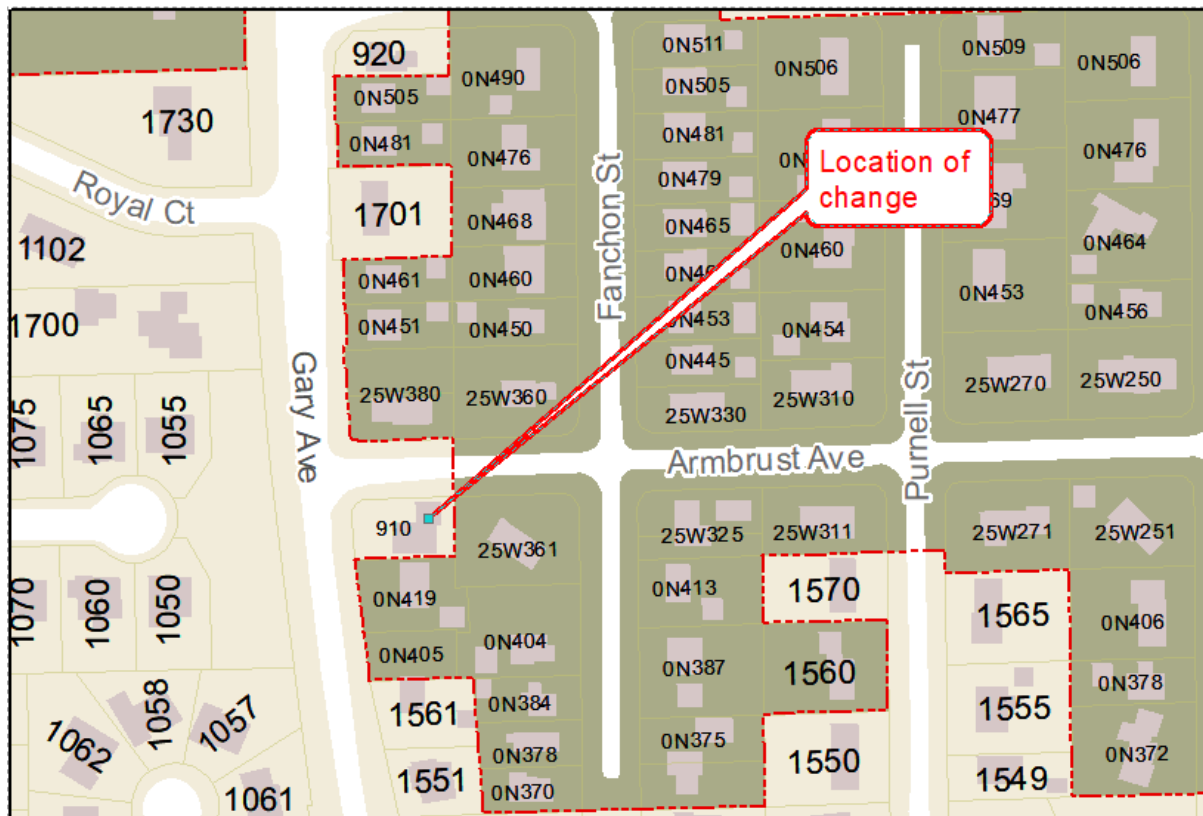 0N511
0N509
920
0N490
0N506
0N506
0N505
0N505
1730
0N477
0N481
0N481
0N476
0N476
Location of
change
0N479
Royal Ct
1701
Fanchon St
0N468
0N465
0N464
1102
0N460
0N461
0N460
0N453
1700
0N451
0N450
0N453
0N454
0N456
0N445
Gary Ave
25W380
25W360
25W330
25W310
25W270
25W250
Purnell St
1075
1065
1055
Armbrust Ave
910
25W361
25W325
25W311
25W271
25W251
1070
1060
1050
0N419
0N413
1570
1565
0N406
0N405
0N404
0N387
1560
0N378
1058
1057
1561
0N384
1555
1062
0N375
0N378
0N372
1551
1550
1549
0N370
1061